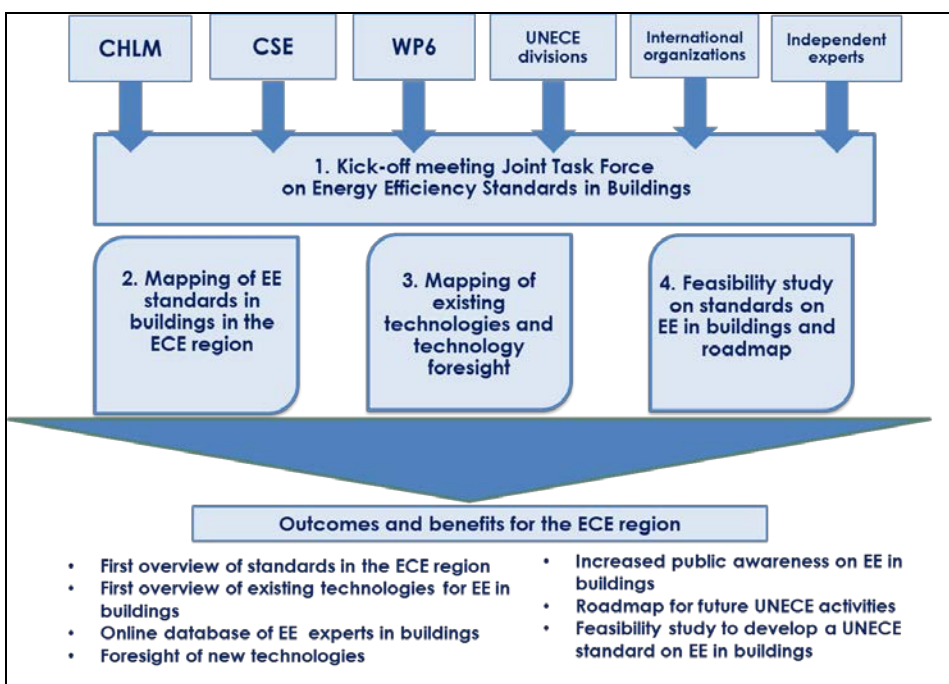 CHLM
CSE
WP6
UNECE
divisions
International
organizations
Independent
experts
1. Kick-off meeting Joint Task Force
on Energy Efficiency Standards in Buildings
2. Mapping of EE
standards in
buildings in the
ECE region
3. Mapping of
existing
technologies and
technology
foresight
4. Feasibility study
on standards on
EE in buildings and
roadmap
Outcomes and benefits for the ECE region
• First overview of standards in the ECE region
• First overview of existing technologies for EE in
buildings
• Online database of EE experts in buildings
• Foresight of new technologies
• Increased public awareness on EE in
buildings
• Roadmap for future UNECE activities
• Feasibility study to develop a UNECE
standard on EE in buildings